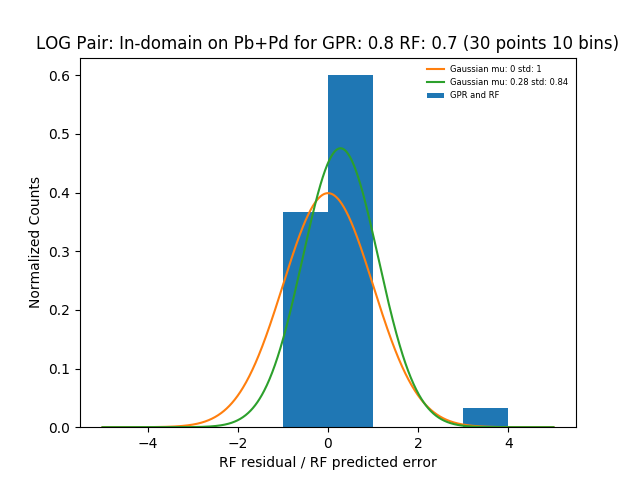 LOG Pair: In-domain on Pb+Pd for GPR: 0.8 RF: 0.7 (30 points 10 bins)
Gaussian mu: 0 std: 1
Gaussian mu: 0.28 std: 0.84
GPR and RF
Normalized Counts
0.6
0.5
0.4
0.3
0.2
0.1
0.0
−4 −2 0 2 4
RF residual / RF predicted error